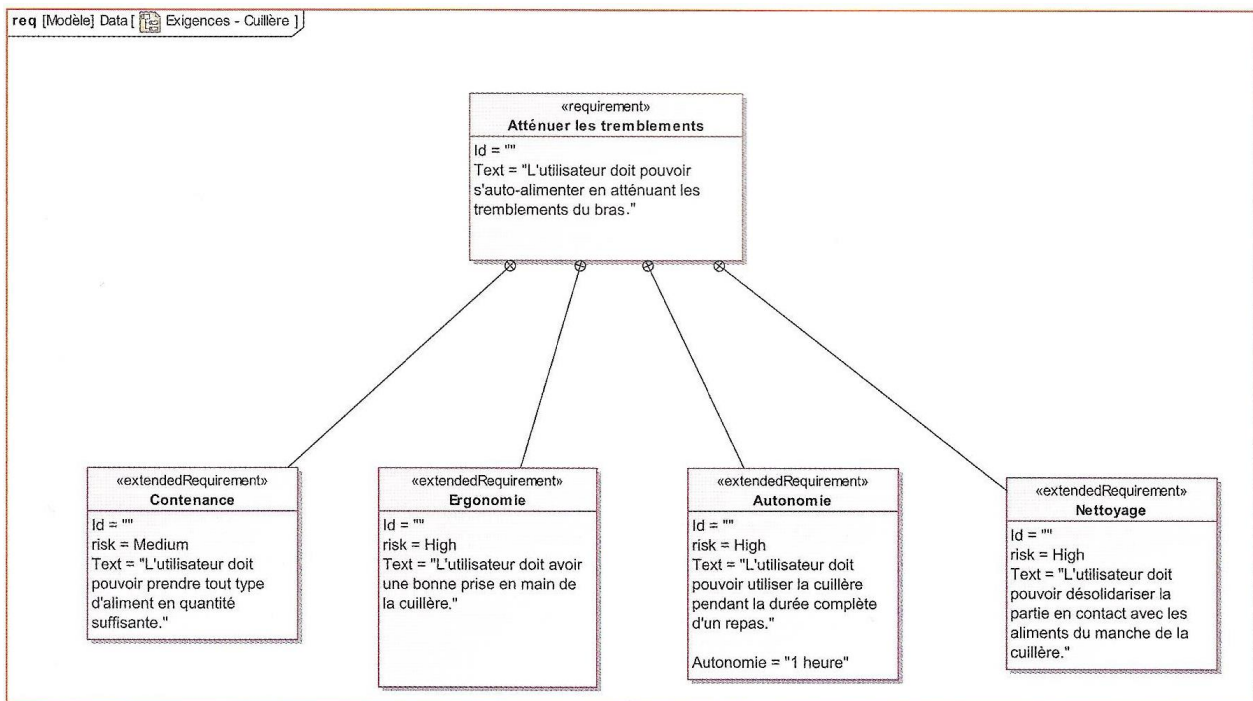 req [Modèle] Data [ Exigences - Cuillère ]
«requirement»
Atténuer les tremblements
Id = ""
Text = "L'utilisateur doit pouvoir
s'auto-alimenter en atténuant les
tremblements du bras."
«extendedRequirement»
Contenance
Id = ""
risk = Medium
Text = "L'utilisateur doit
pouvoir prendre tout type
d'aliment en quantité
suffisante."
«extendedRequirement»
Ergonomie
Id = ""
risk = High
Text = "L'utilisateur doit avoir
une bonne prise en main de
la cuillère."
«extendedRequirement»
Autonomie
Id = ""
risk = High
Text = "L'utilisateur doit
pouvoir utiliser la cuillère
pendant la durée complète
d'un repas."
Autonomie = "1 heure"
«extendedRequirement»
Nettoyage
Id = ""
risk = High
Text = "L'utilisateur doit
pouvoir désolidariser la
partie en contact avec les
aliments du manche de la
cuillère."